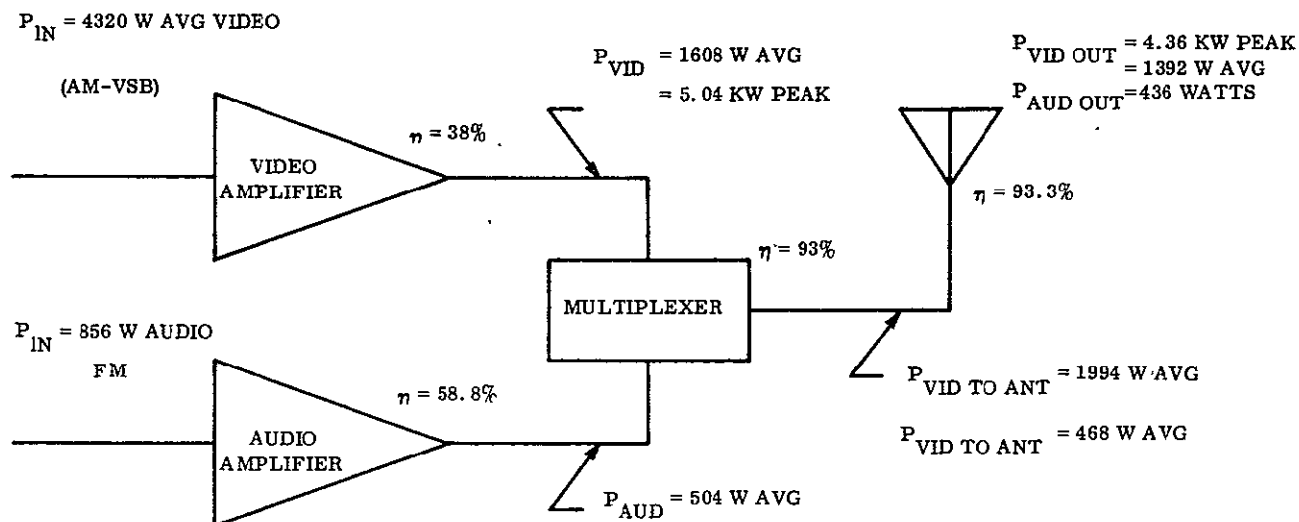 P_IN = 4320 W AVG VIDEO
(AM-VSB)
VIDEO
AMPLIFIER
η = 38%
P_VID = 1608 W AVG
= 5.04 KW PEAK
P_VID OUT = 4.36 KW PEAK
= 1392 W AVG
P_AUD OUT = 436 WATTS
η = 93.3%
η = 93%
MULTIPLEXER
P_IN = 856 W AUDIO
FM
AUDIO
AMPLIFIER
η = 58.8%
P_AUD = 504 W AVG
P_VID TO ANT = 1994 W AVG
P_VID TO ANT = 468 W AVG